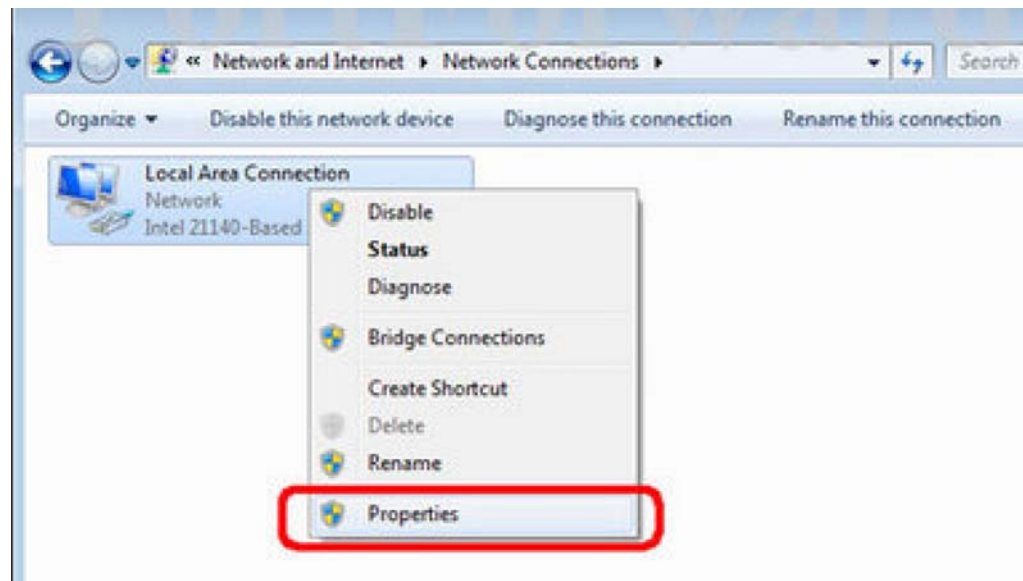 « Network and Internet ▸ Network Connections ▸ Search
Organize ▾ Disable this network device Diagnose this connection Rename this connection
Local Area Connection
Network
Intel 21140-Based
Disable
Status
Diagnose
Bridge Connections
Create Shortcut
Delete
Rename
Properties